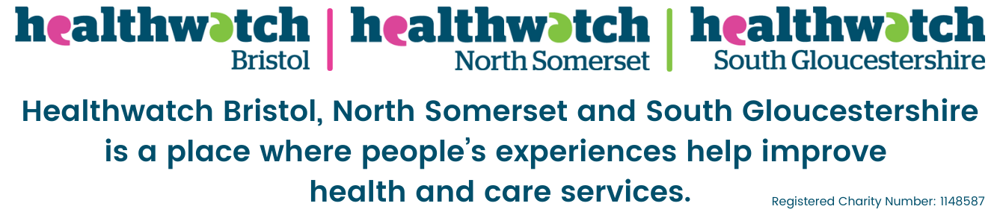 healthwatch Bristol
healthwatch North Somerset
healthwatch South Gloucestershire
Healthwatch Bristol, North Somerset and South Gloucestershire
is a place where people's experiences help improve
health and care services.
Registered Charity Number: 1148587